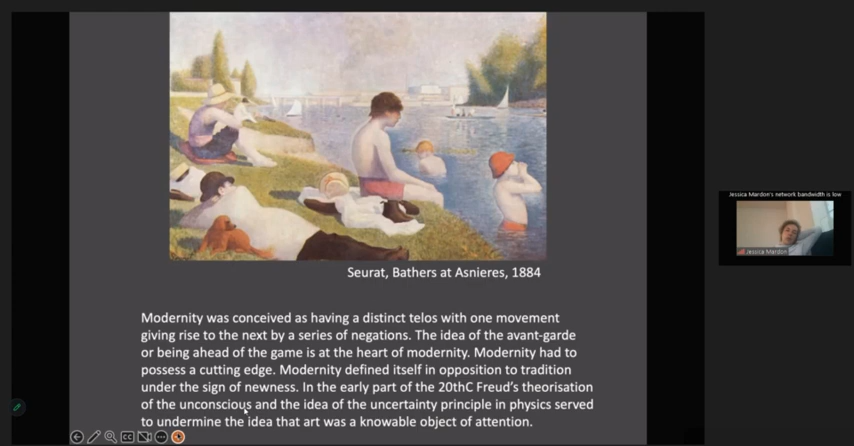 Seurat, Bathers at Asnieres, 1884
Modernity was conceived as having a distinct telos with one movement
giving rise to the next by a series of negations. The idea of the avant-garde
or being ahead of the game is at the heart of modernity. Modernity had to
possess a cutting edge. Modernity defined itself in opposition to tradition
under the sign of newness. In the early part of the 20thC Freud's theorisation
of the unconscious and the idea of the uncertainty principle in physics served
to undermine the idea that art was a knowable object of attention.
CC
Jessica Mardon's network bandwidth is low
Jessica Mardon